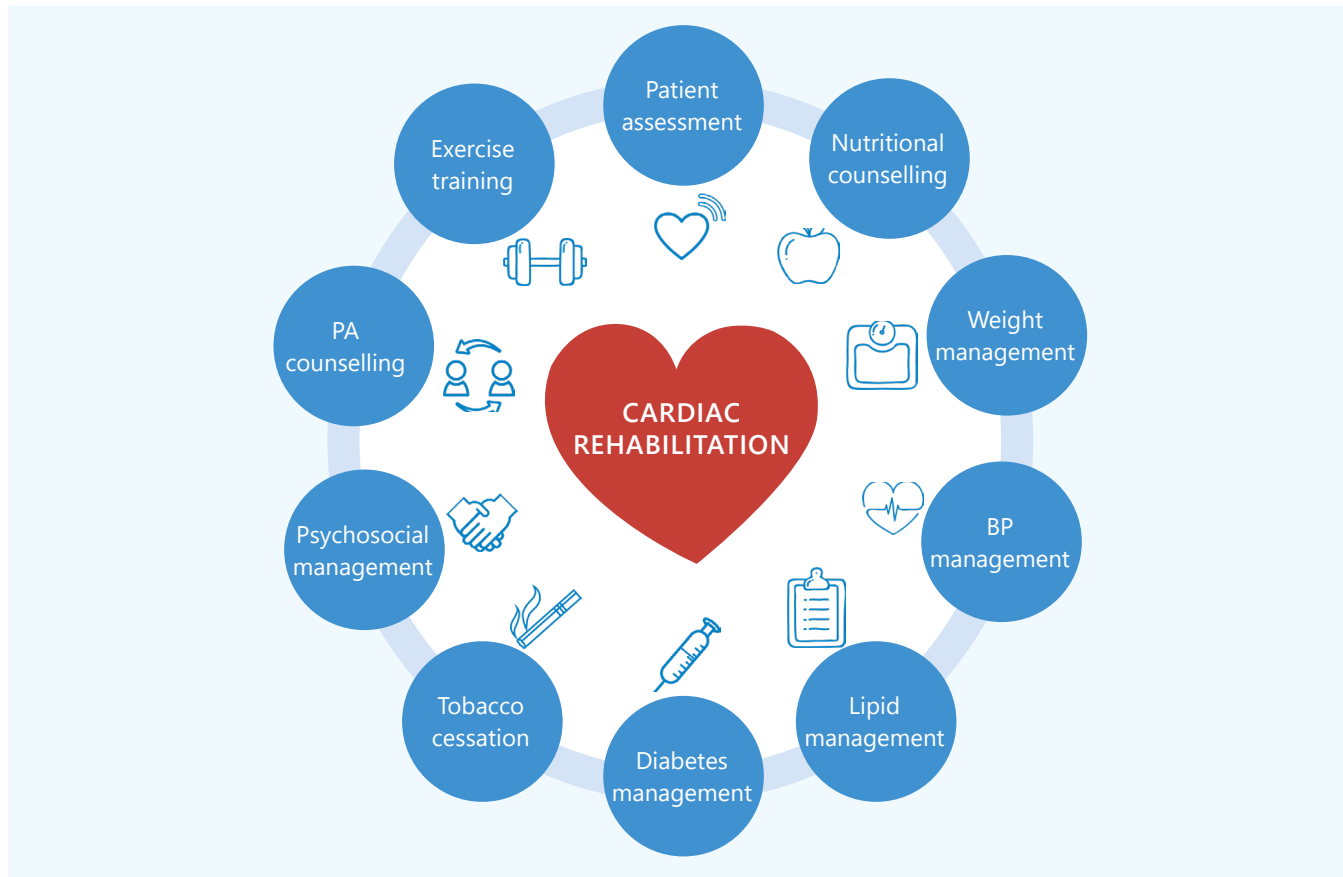 Patient
assessment
Nutritional
counselling
Weight
management
BP
management
Lipid
management
Diabetes
management
Tobacco
cessation
Psychosocial
management
PA
counselling
Exercise
training
CARDIAC
REHABILITATION